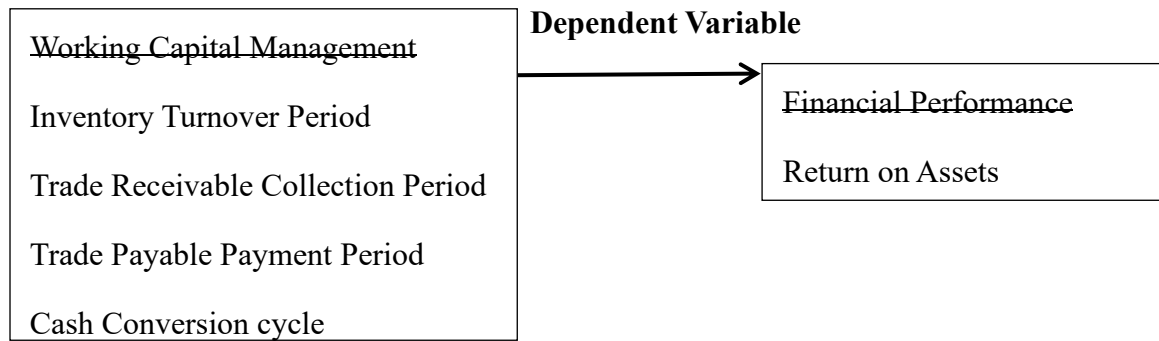 Dependent Variable
Working Capital Management
Inventory Turnover Period
Trade Receivable Collection Period
Trade Payable Payment Period
Cash Conversion cycle
Financial Performance
Return on Assets